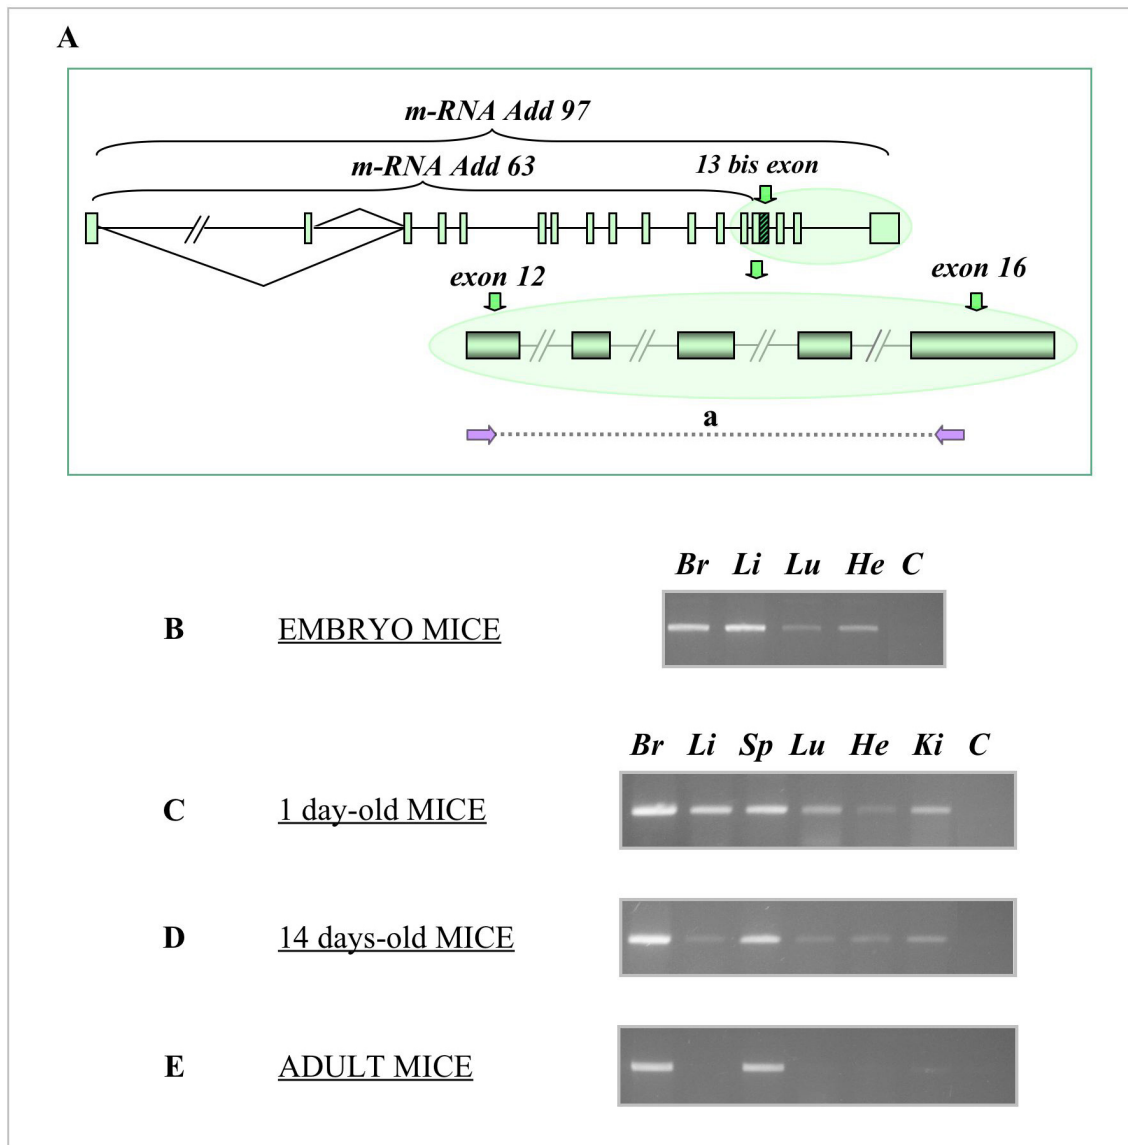 A
m-RNA Add 97
m-RNA Add 63
13 bis exon
exon 12
exon 16
a
Br Li Lu He C
B EMBRYO MICE
Br Li Sp Lu He Ki C
C 1 day-old MICE
D 14 days-old MICE
E ADULT MICE